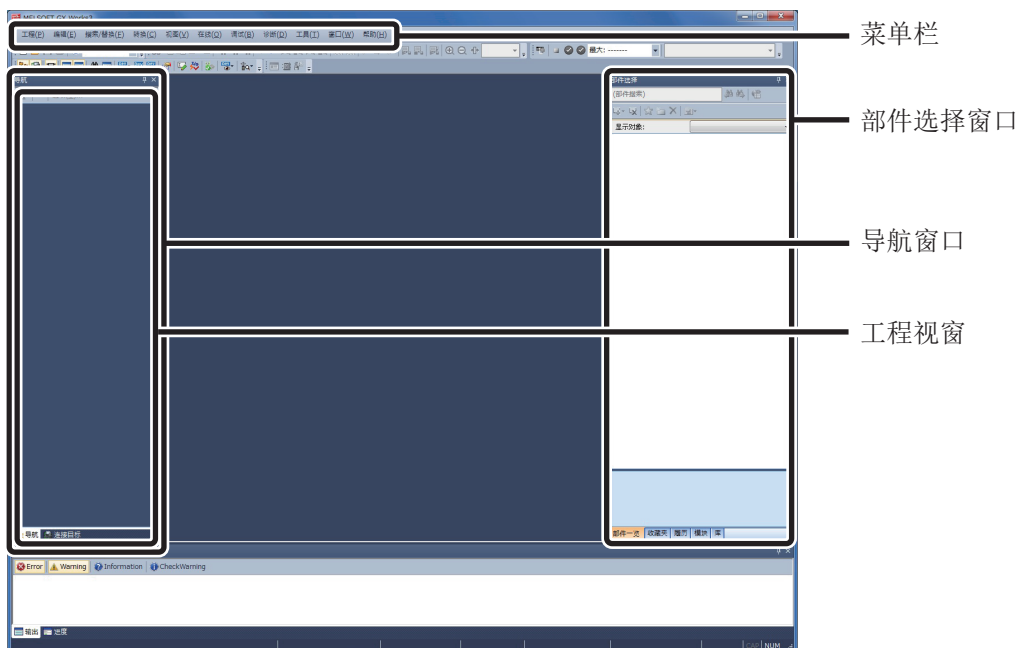 MELSOFT GX Works3
工程(P) 编辑(E) 搜索/替换(F) 转换(C) 视图(V) 在线(O) 调试(B) 诊断(D) 工具(T) 窗口(W) 帮助(H)
菜单栏
最大: -------
导航
部件选择
(部件搜索)
显示对象:
部件选择窗口
导航窗口
工程视窗
导航 连接目标
部件一览 收藏夹 履历 模块 库
Error Warning Information CheckWarning
输出 进度
CAP NUM